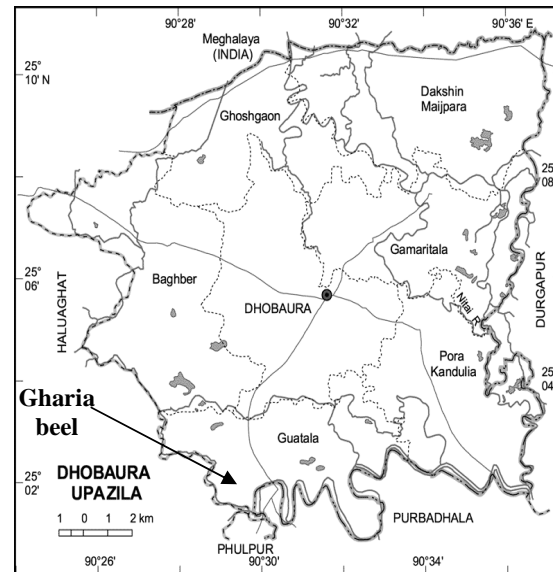 90°28'
90°32'
90°36' E
Meghalaya
(INDIA)
25°
10' N
Dakshin
Maijpara
Ghoshgaon
25
08
Gamaritala
25°
06'
Baghber
DHOBAURA
Nitai R.
HALUAGHAT
DURGAPUR
Pora
Kandulia
25
04
Gharia
beel
Guatala
DHOBAURA
UPAZILA
25°
02'
1 0 1 2 km
PURBADHALA
PHULPUR
90°26'
90°30'
90°34'